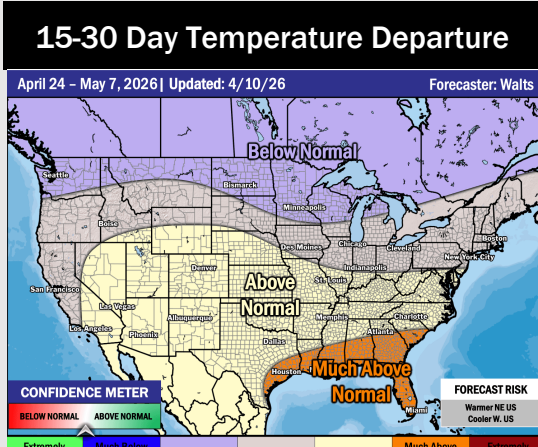 15-30 Day Temperature Departure
April 24 – May 7, 2026| Updated: 4/10/26
Forecaster: Walts
Below Normal
Seattle
Bismarck
Minneapolis
Boise
Boston
Chicago
Cleveland
Des Moines
New York City
Indianapolis
Denver
Above
Normal
St. Louis
San Francisco
Las Vegas
Albuquerque
Memphis
Charlotte
Los Angeles
Phoenix
Atlanta
Dallas
Houston
Much Above
Normal
Miami
CONFIDENCE METER
BELOW NORMAL
ABOVE NORMAL
FORECAST RISK
Warmer NE US
Cooler W. US
Extremely
Much Below
Much Above
Extremely